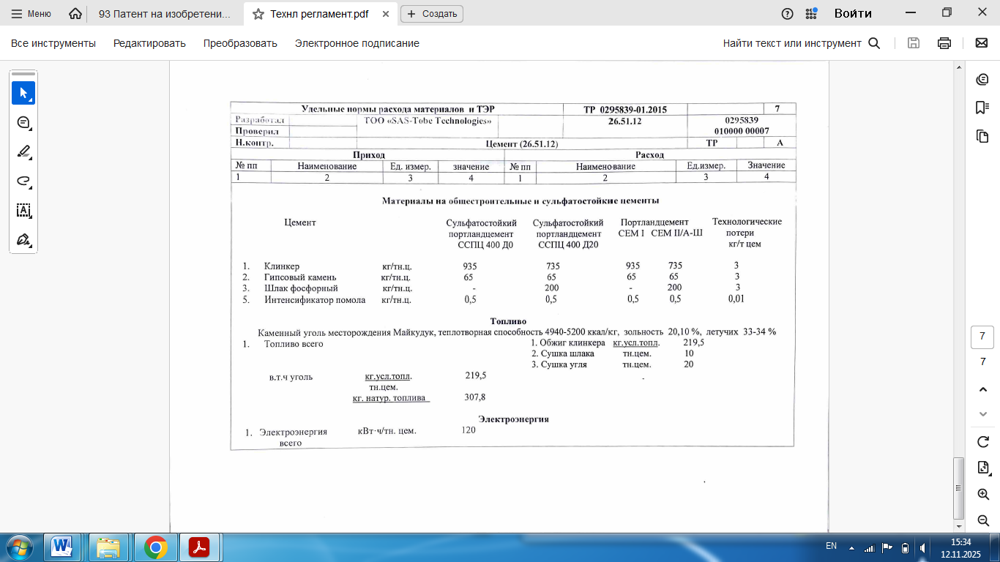 Меню
93 Патент на изобретени...
Технл регламент.pdf
Создать
Войти
Все инструменты
Редактировать
Преобразовать
Электронное подписание
Найти текст или инструмент
Удельные нормы расхода материалов и ТЭР ТР 0295839-01.2015 7
Разработал ТОО «SAS-Tobe Technologies» 26.51.12 0295839
Проверил 010000 00007
Н.контр. Цемент (26.51.12) ТР А
Приход Расход
№ пп Наименование Ед. измер. значение № пп Наименование Ед.измер. Значение
1 2 3 4 1 2 3 4
Материалы на общестроительные и сульфатостойкие цементы
Цемент Сульфатостойкий Сульфатостойкий Портландцемент Технологические
портландцемент портландцемент СЕМ I СЕМ II/А-Ш потери
ССПЦ 400 Д0 ССПЦ 400 Д20 кг/т цем
1. Клинкер кг/тн.ц. 935 735 935 735 3
2. Гипсовый камень кг/тн.ц. 65 65 65 65 3
3. Шлак фосфорный кг/тн.ц. - 200 - 200 3
5. Интенсификатор помола кг/тн.ц. 0,5 0,5 0,5 0,5 0,01
Топливо
Каменный уголь месторождения Майкудук, теплотворная способность 4940-5200 ккал/кг, зольность 20,10 %, летучих 33-34 %
1. Топливо всего 1. Обжиг клинкера кг.усл.топл. 219,5
2. Сушка шлака тн.цем. 10
3. Сушка угля тн.цем. 20
в.т.ч уголь кг.усл.топл. 219,5 -
тн.цем.
кг. натур. топлива 307,8
Электроэнергия
1. Электроэнергия кВт·ч/тн. цем. 120
всего
7
7
EN
15:34
12.11.2025